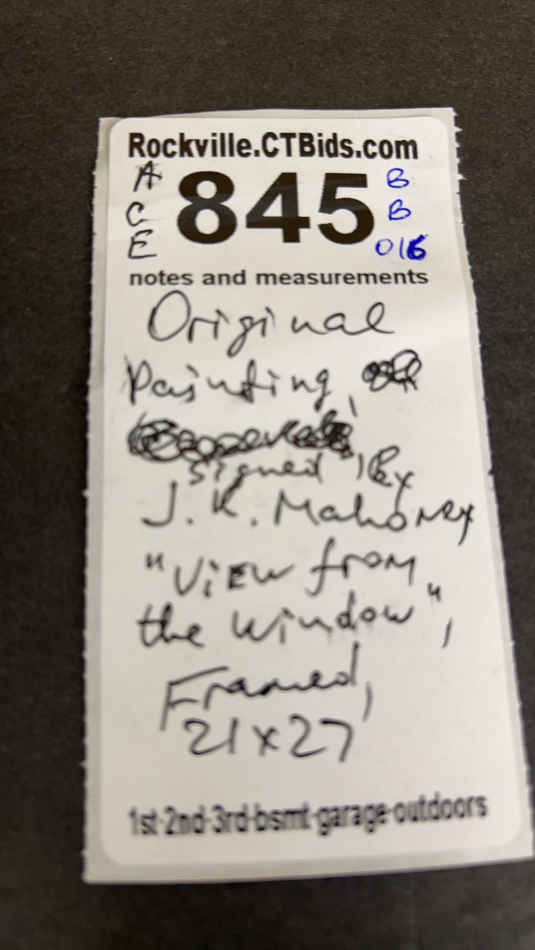 Rockville.CTBids.com
A 845 B
C B
E 016
notes and measurements
Original
Painting,
signed by
J. K. Mahoney
"View from
the window",
Framed,
21x27
1st-2nd-3rd-bsmt-garage-outdoors